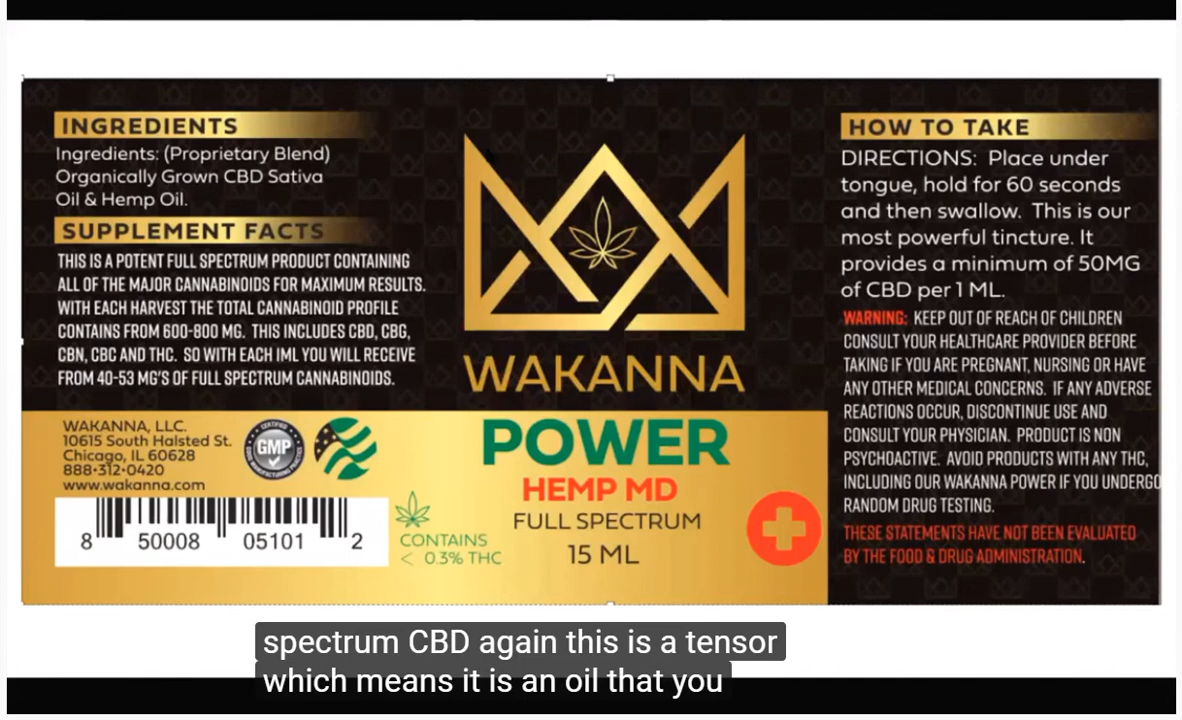 INGREDIENTS
Ingredients: (Proprietary Blend)
Organically Grown CBD Sativa
Oil & Hemp Oil.
SUPPLEMENT FACTS
THIS IS A POTENT FULL SPECTRUM PRODUCT CONTAINING
ALL OF THE MAJOR CANNABINOIDS FOR MAXIMUM RESULTS.
WITH EACH HARVEST THE TOTAL CANNABINOID PROFILE
CONTAINS FROM 600-800 MG. THIS INCLUDES CBD, CBG,
CBN, CBC AND THC. SO WITH EACH 1ML YOU WILL RECEIVE
FROM 40-53 MG'S OF FULL SPECTRUM CANNABINOIDS.
WAKANNA, LLC.
10615 South Halsted St.
Chicago, IL 60628
888•312•0420
www.wakanna.com
CERTIFIED
GMP
GOOD MANUFACTURING PRACTICE
8 50008 05101 2
CONTAINS
< 0.3% THC
WAKANNA
POWER
HEMP MD
FULL SPECTRUM
15 ML
HOW TO TAKE
DIRECTIONS: Place under
tongue, hold for 60 seconds
and then swallow. This is our
most powerful tincture. It
provides a minimum of 50MG
of CBD per 1 ML.
WARNING: KEEP OUT OF REACH OF CHILDREN
CONSULT YOUR HEALTHCARE PROVIDER BEFORE
TAKING IF YOU ARE PREGNANT, NURSING OR HAVE
ANY OTHER MEDICAL CONCERNS. IF ANY ADVERSE
REACTIONS OCCUR, DISCONTINUE USE AND
CONSULT YOUR PHYSICIAN. PRODUCT IS NON
PSYCHOACTIVE. AVOID PRODUCTS WITH ANY THC,
INCLUDING OUR WAKANNA POWER IF YOU UNDERGO
RANDOM DRUG TESTING.
THESE STATEMENTS HAVE NOT BEEN EVALUATED
BY THE FOOD & DRUG ADMINISTRATION.
spectrum CBD again this is a tensor
which means it is an oil that you